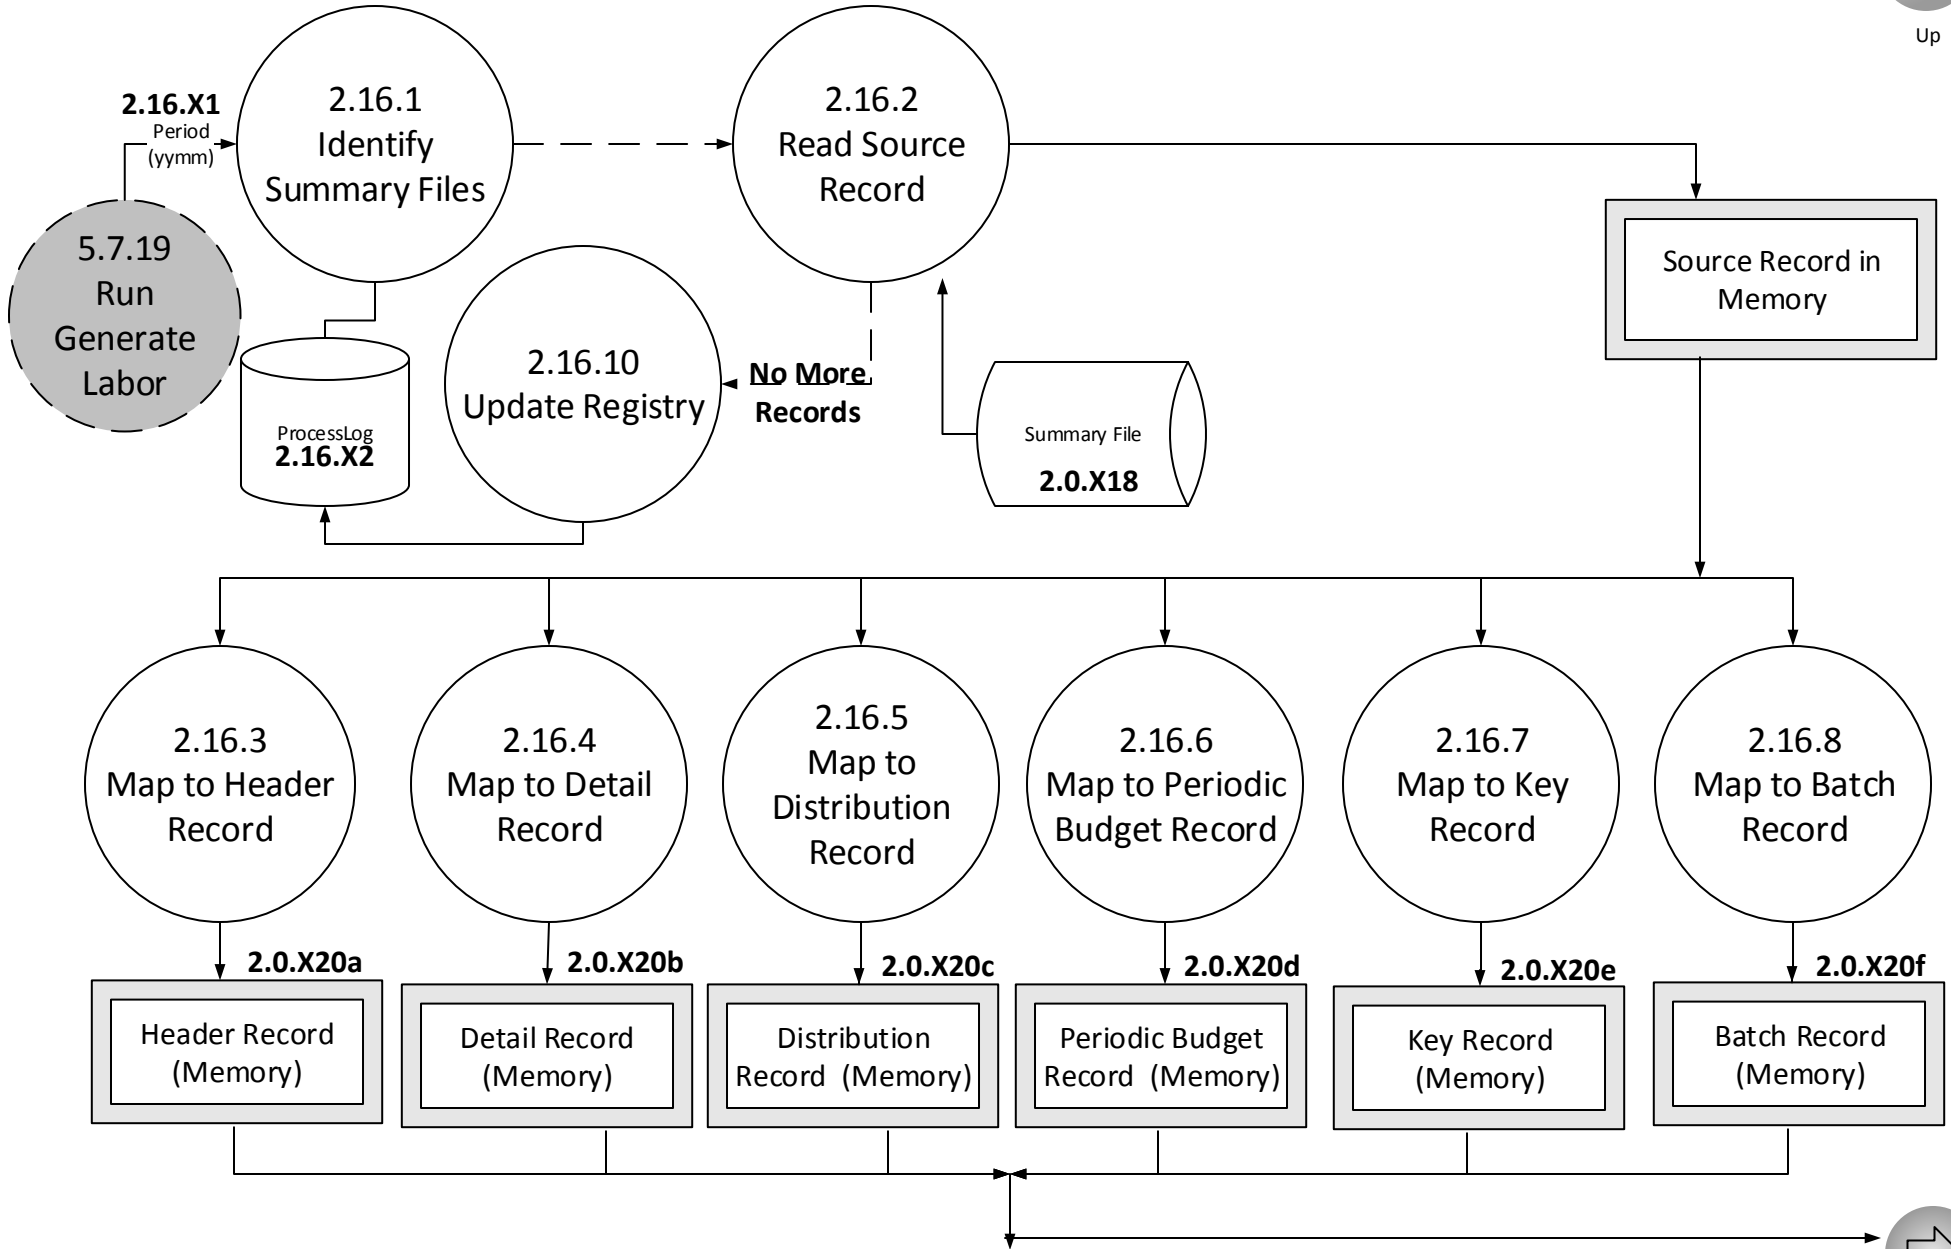 Up
2.16.X1
Period
(yymm)
2.16.1
Identify
Summary Files
2.16.2
Read Source
Record
5.7.19
Run
Generate
Labor
Source Record in
Memory
2.16.10
Update Registry
No More
Records
ProcessLog
2.16.X2
Summary File
2.0.X18
2.16.3
Map to Header
Record
2.16.4
Map to Detail
Record
2.16.5
Map to
Distribution
Record
2.16.6
Map to Periodic
Budget Record
2.16.7
Map to Key
Record
2.16.8
Map to Batch
Record
2.0.X20a
2.0.X20b
2.0.X20c
2.0.X20d
2.0.X20e
2.0.X20f
Header Record
(Memory)
Detail Record
(Memory)
Distribution
Record (Memory)
Periodic Budget
Record (Memory)
Key Record
(Memory)
Batch Record
(Memory)